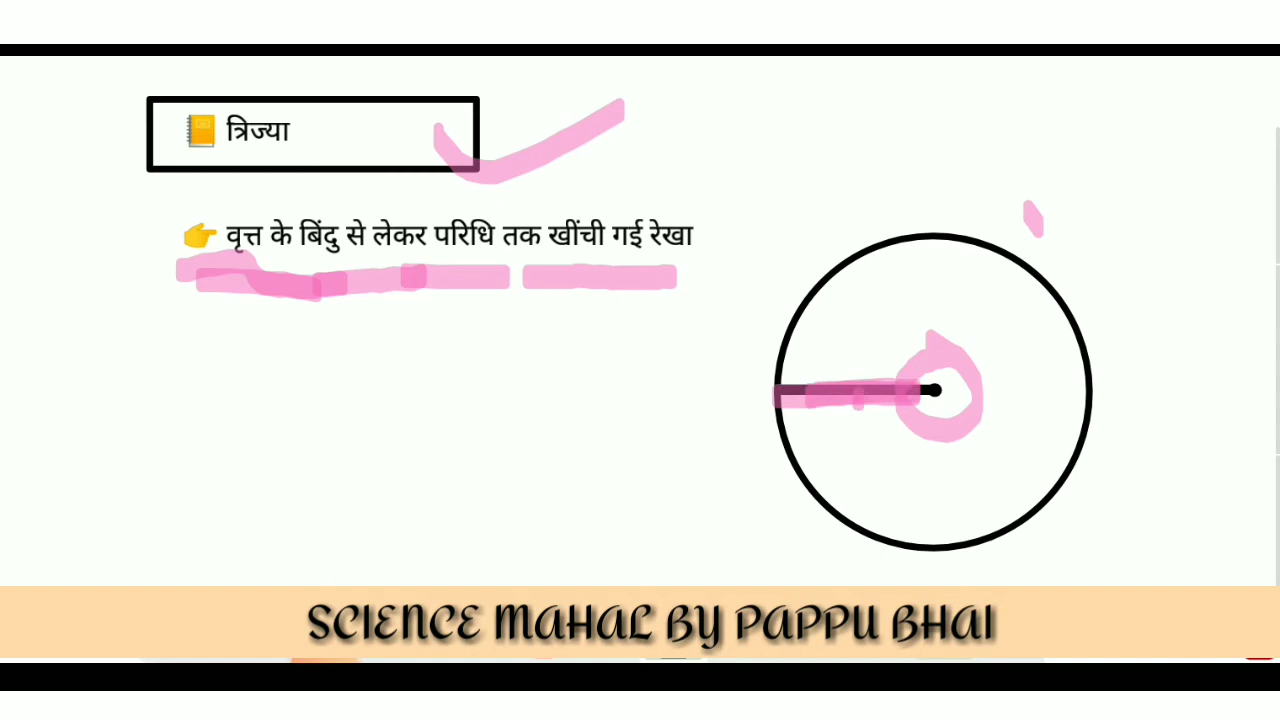 📒 त्रिज्या
👉 वृत्त के बिंदु से लेकर परिधि तक खींची गई रेखा
SCIENCE MAHAL BY PAPPU BHAI